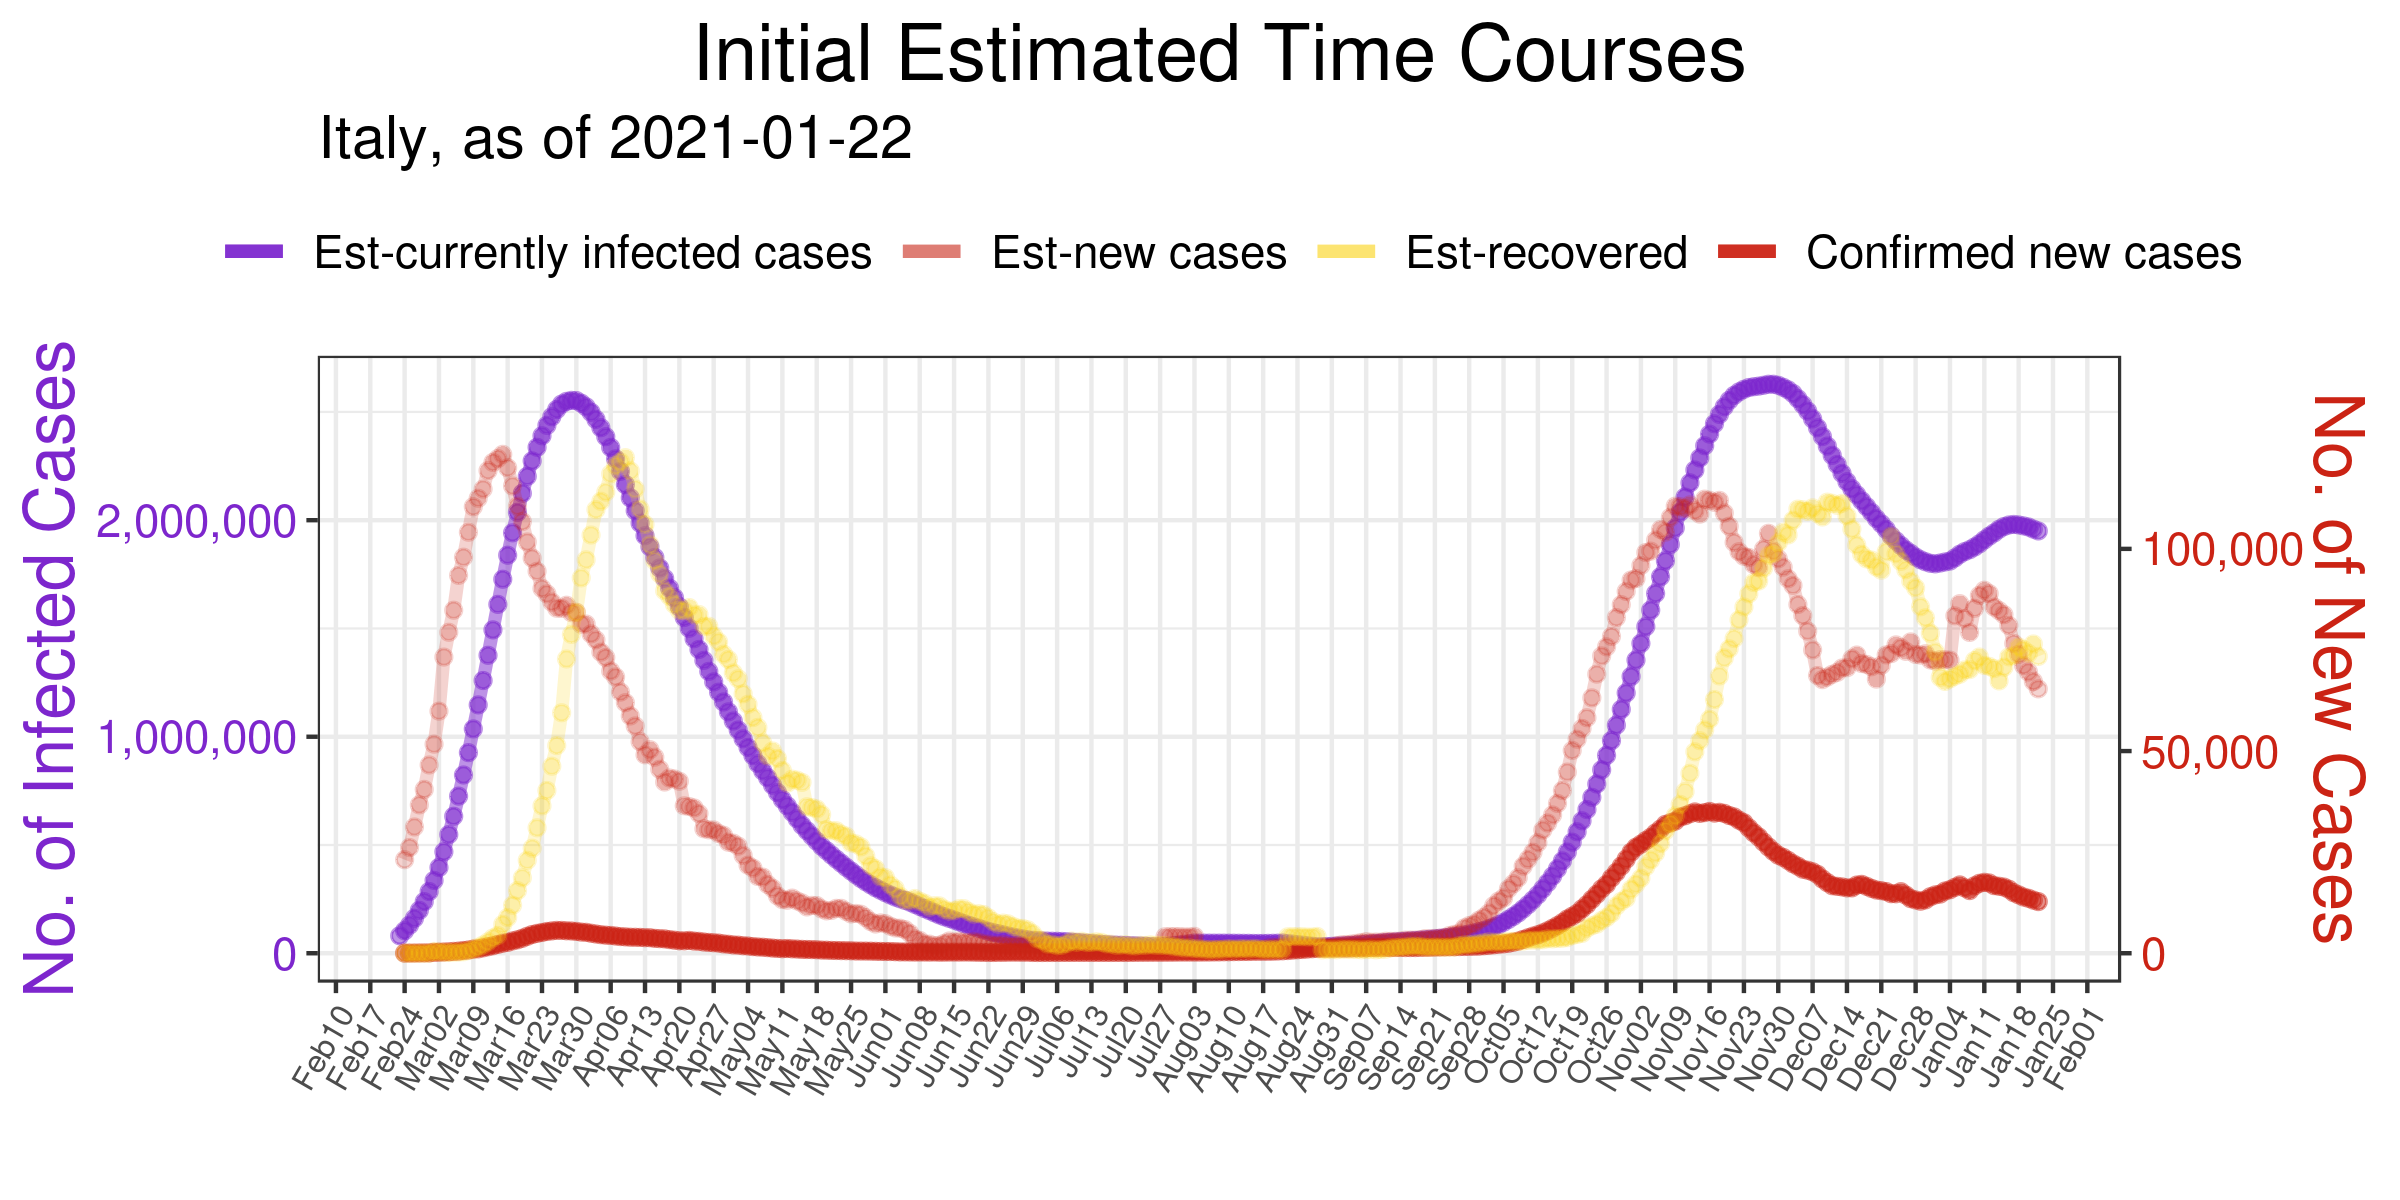 Initial Estimated Time Courses
Italy, as of 2021-01-22
Est-currently infected cases
Est-new cases
Est-recovered
Confirmed new cases
No. of Infected Cases
2,000,000
1,000,000
0
100,000
50,000
0
No. of New Cases
Feb10
Feb17
Feb24
Mar02
Mar09
Mar16
Mar23
Mar30
Apr06
Apr13
Apr20
Apr27
May04
May11
May18
May25
Jun01
Jun08
Jun15
Jun22
Jun29
Jul06
Jul13
Jul20
Jul27
Aug03
Aug10
Aug17
Aug24
Aug31
Sep07
Sep14
Sep21
Sep28
Oct05
Oct12
Oct19
Oct26
Nov02
Nov09
Nov16
Nov23
Nov30
Dec07
Dec14
Dec21
Dec28
Jan04
Jan11
Jan18
Jan25
Feb01